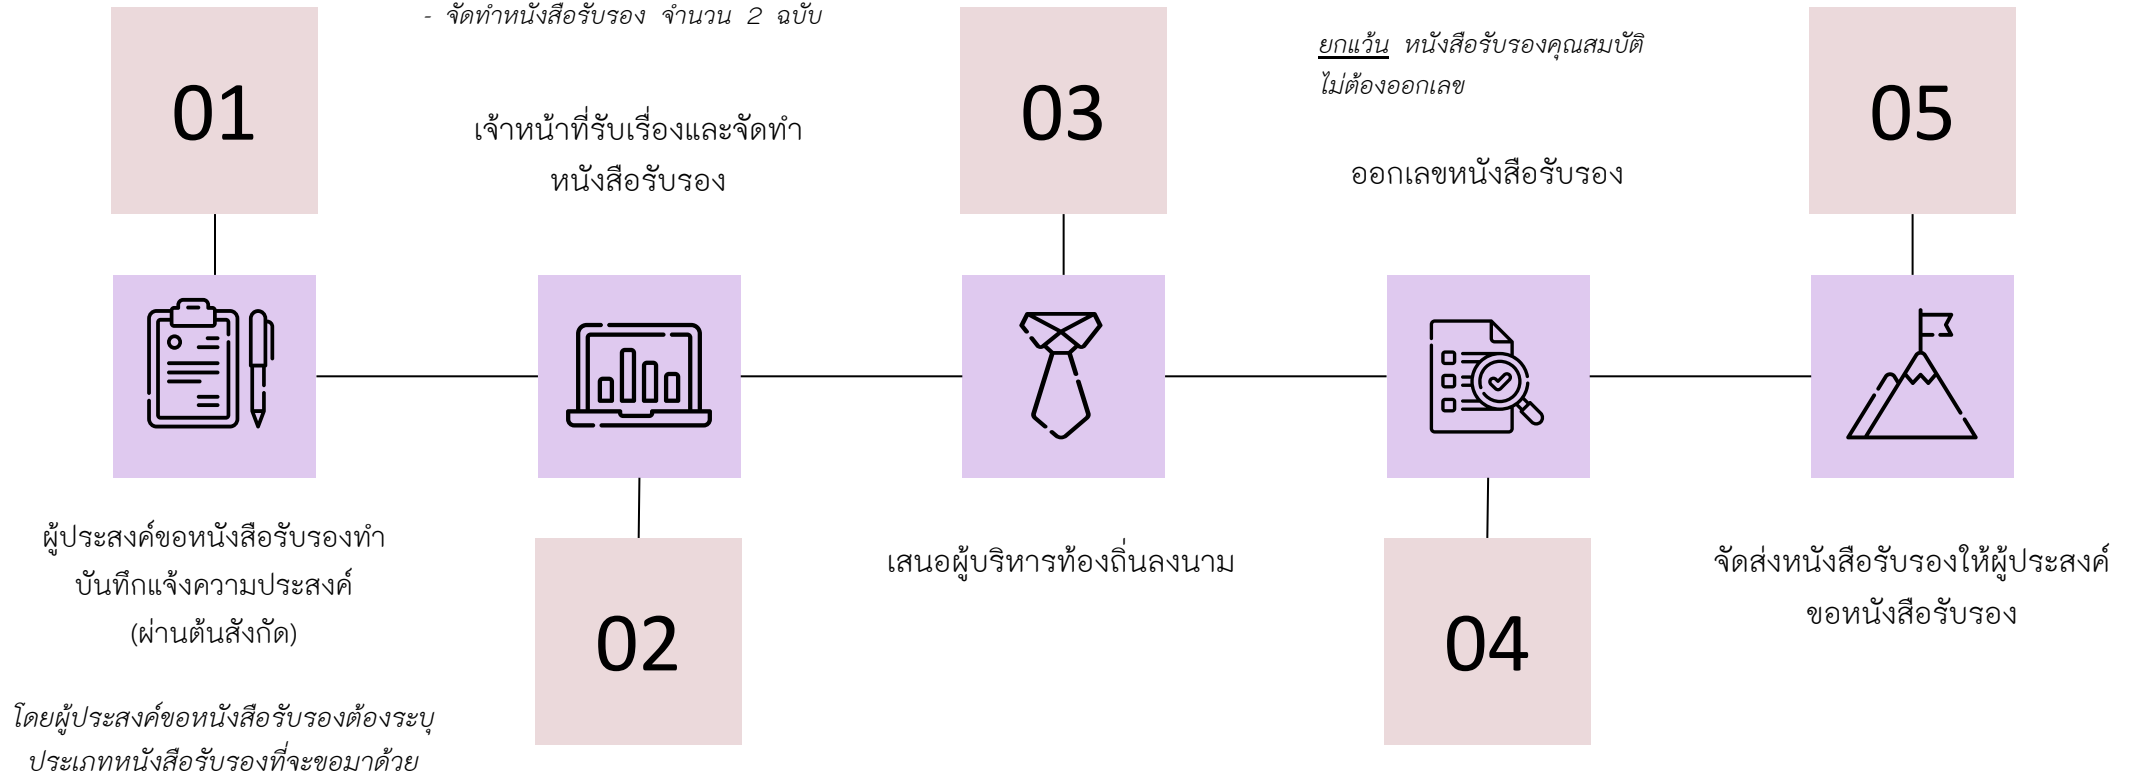 01
ผู้ประสงค์ขอหนังสือรับรองทำ
บันทึกแจ้งความประสงค์
(ผ่านต้นสังกัด)
โดยผู้ประสงค์ขอหนังสือรับรองต้องระบุ
ประเภทหนังสือรับรองที่จะขอมาด้วย
- จัดทำหนังสือรับรอง จำนวน 2 ฉบับ
เจ้าหน้าที่รับเรื่องและจัดทำ
หนังสือรับรอง
02
03
เสนอผู้บริหารท้องถิ่นลงนาม
ยกแว้น หนังสือรับรองคุณสมบัติ
ไม่ต้องออกเลข
ออกเลขหนังสือรับรอง
04
05
จัดส่งหนังสือรับรองให้ผู้ประสงค์
ขอหนังสือรับรอง